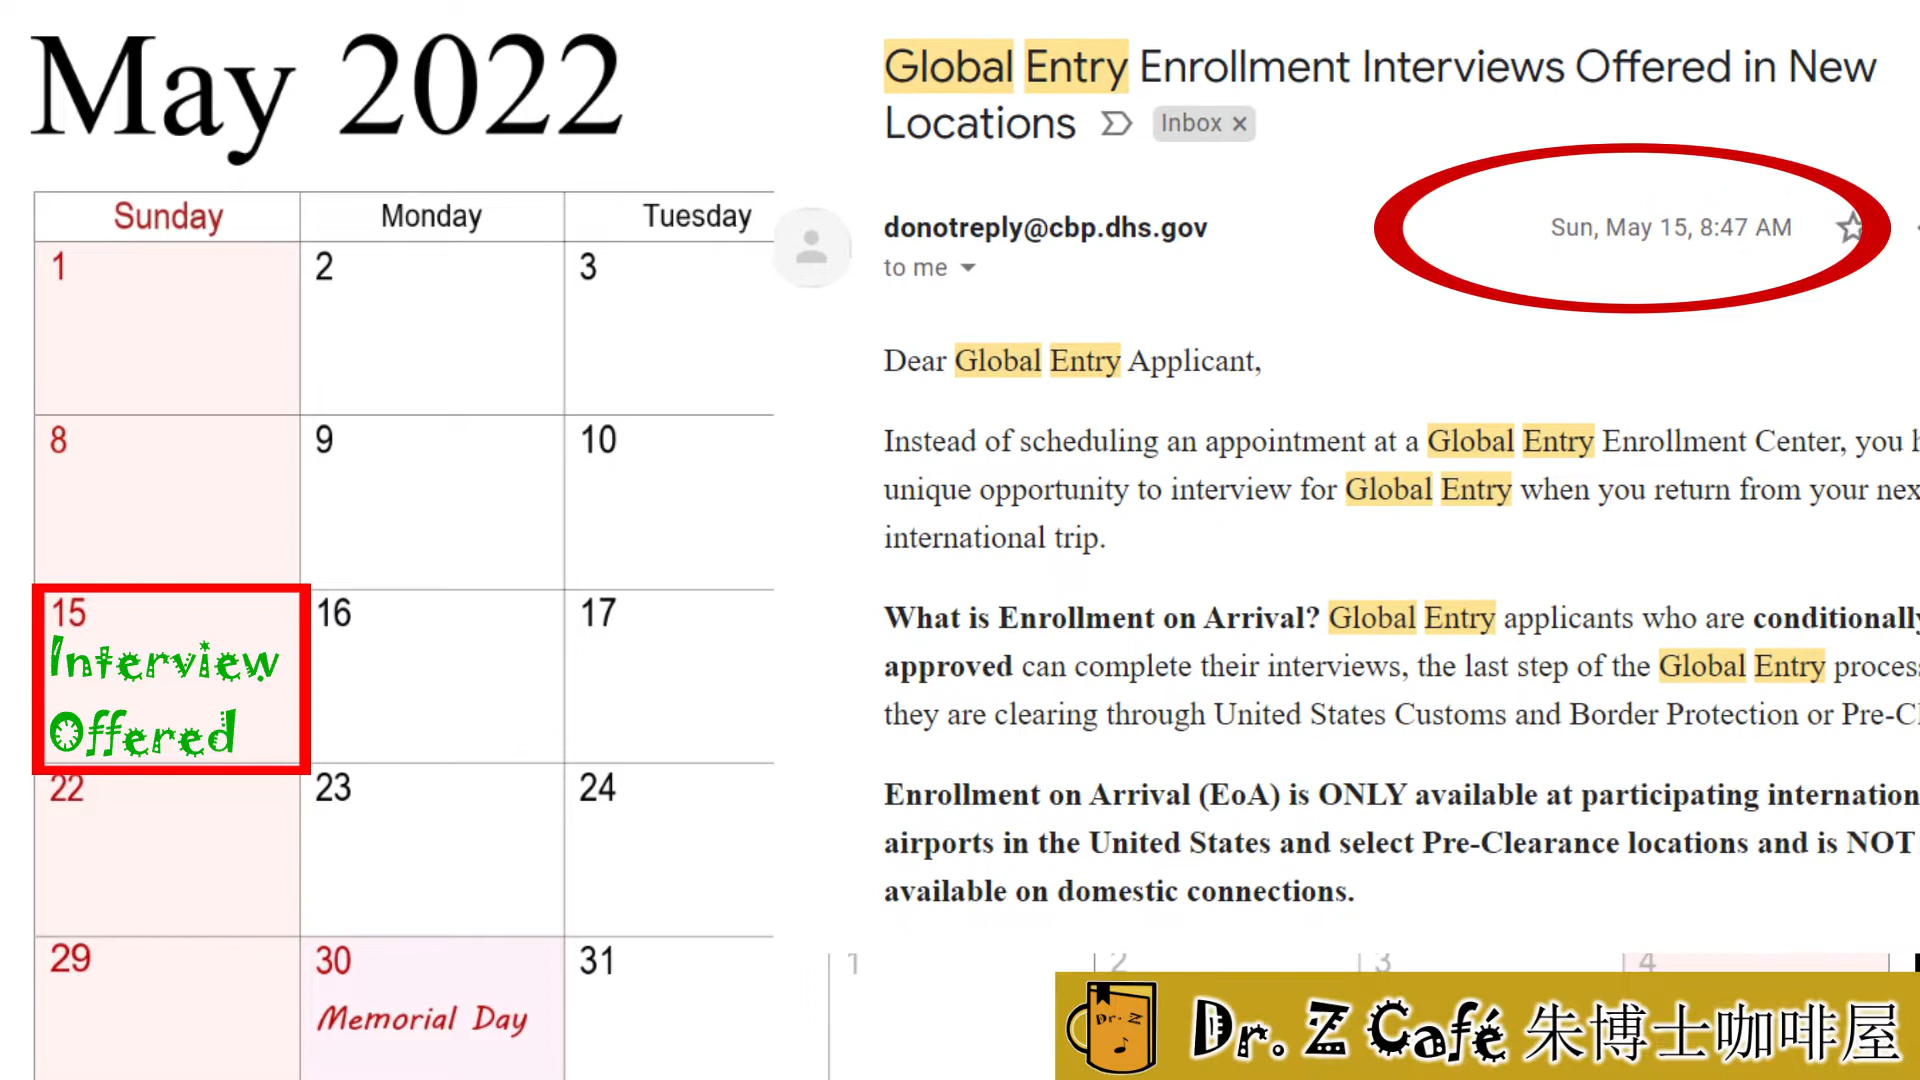 May 2022
Sunday Monday Tuesday
1 2 3
8 9 10
15 16 17
Interview
Offered
22 23 24
29 30 31
Memorial Day
Global Entry Enrollment Interviews Offered in New
Locations Inbox ×
donotreply@cbp.dhs.gov Sun, May 15, 8:47 AM
to me
Dear Global Entry Applicant,
Instead of scheduling an appointment at a Global Entry Enrollment Center, you
unique opportunity to interview for Global Entry when you return from your
international trip.
What is Enrollment on Arrival? Global Entry applicants who are conditionally
approved can complete their interviews, the last step of the Global Entry
they are clearing through United States Customs and Border Protection or
Enrollment on Arrival (EoA) is ONLY available at participating
airports in the United States and select Pre-Clearance locations and is NOT
available on domestic connections.
1 2 3 4
Dr. Z
Dr. Z Café 朱博士咖啡屋